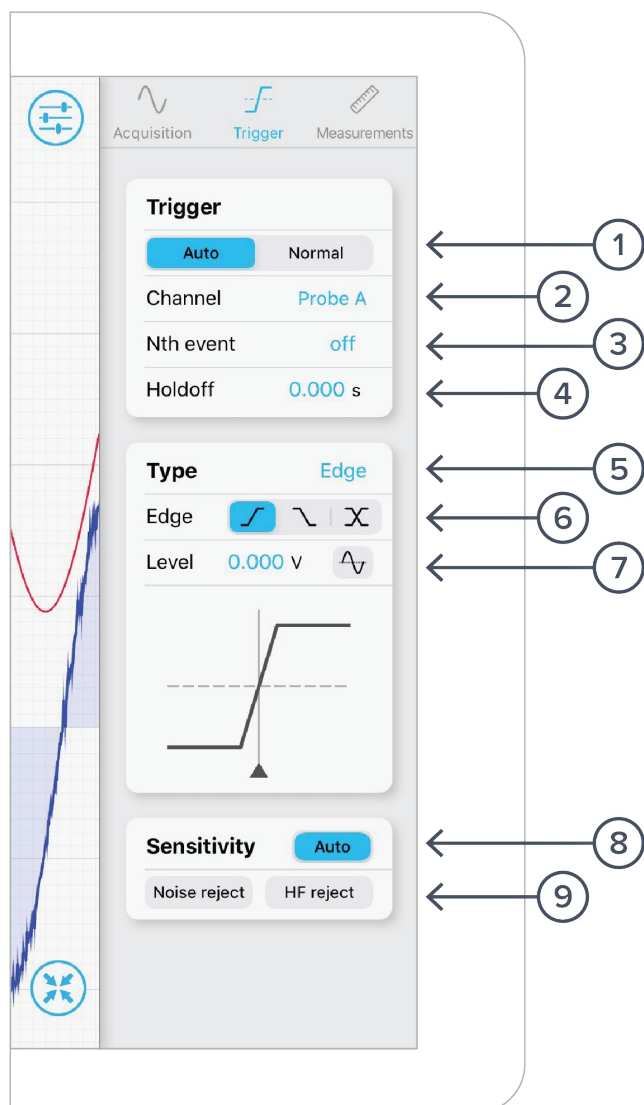 Acquisition Trigger Measurements
Trigger
Auto Normal 1
Channel Probe A 2
Nth event off 3
Holdoff 0.000 s 4
Type Edge 5
Edge 6
Level 0.000 V 7
Sensitivity Auto 8
Noise reject HF reject 9